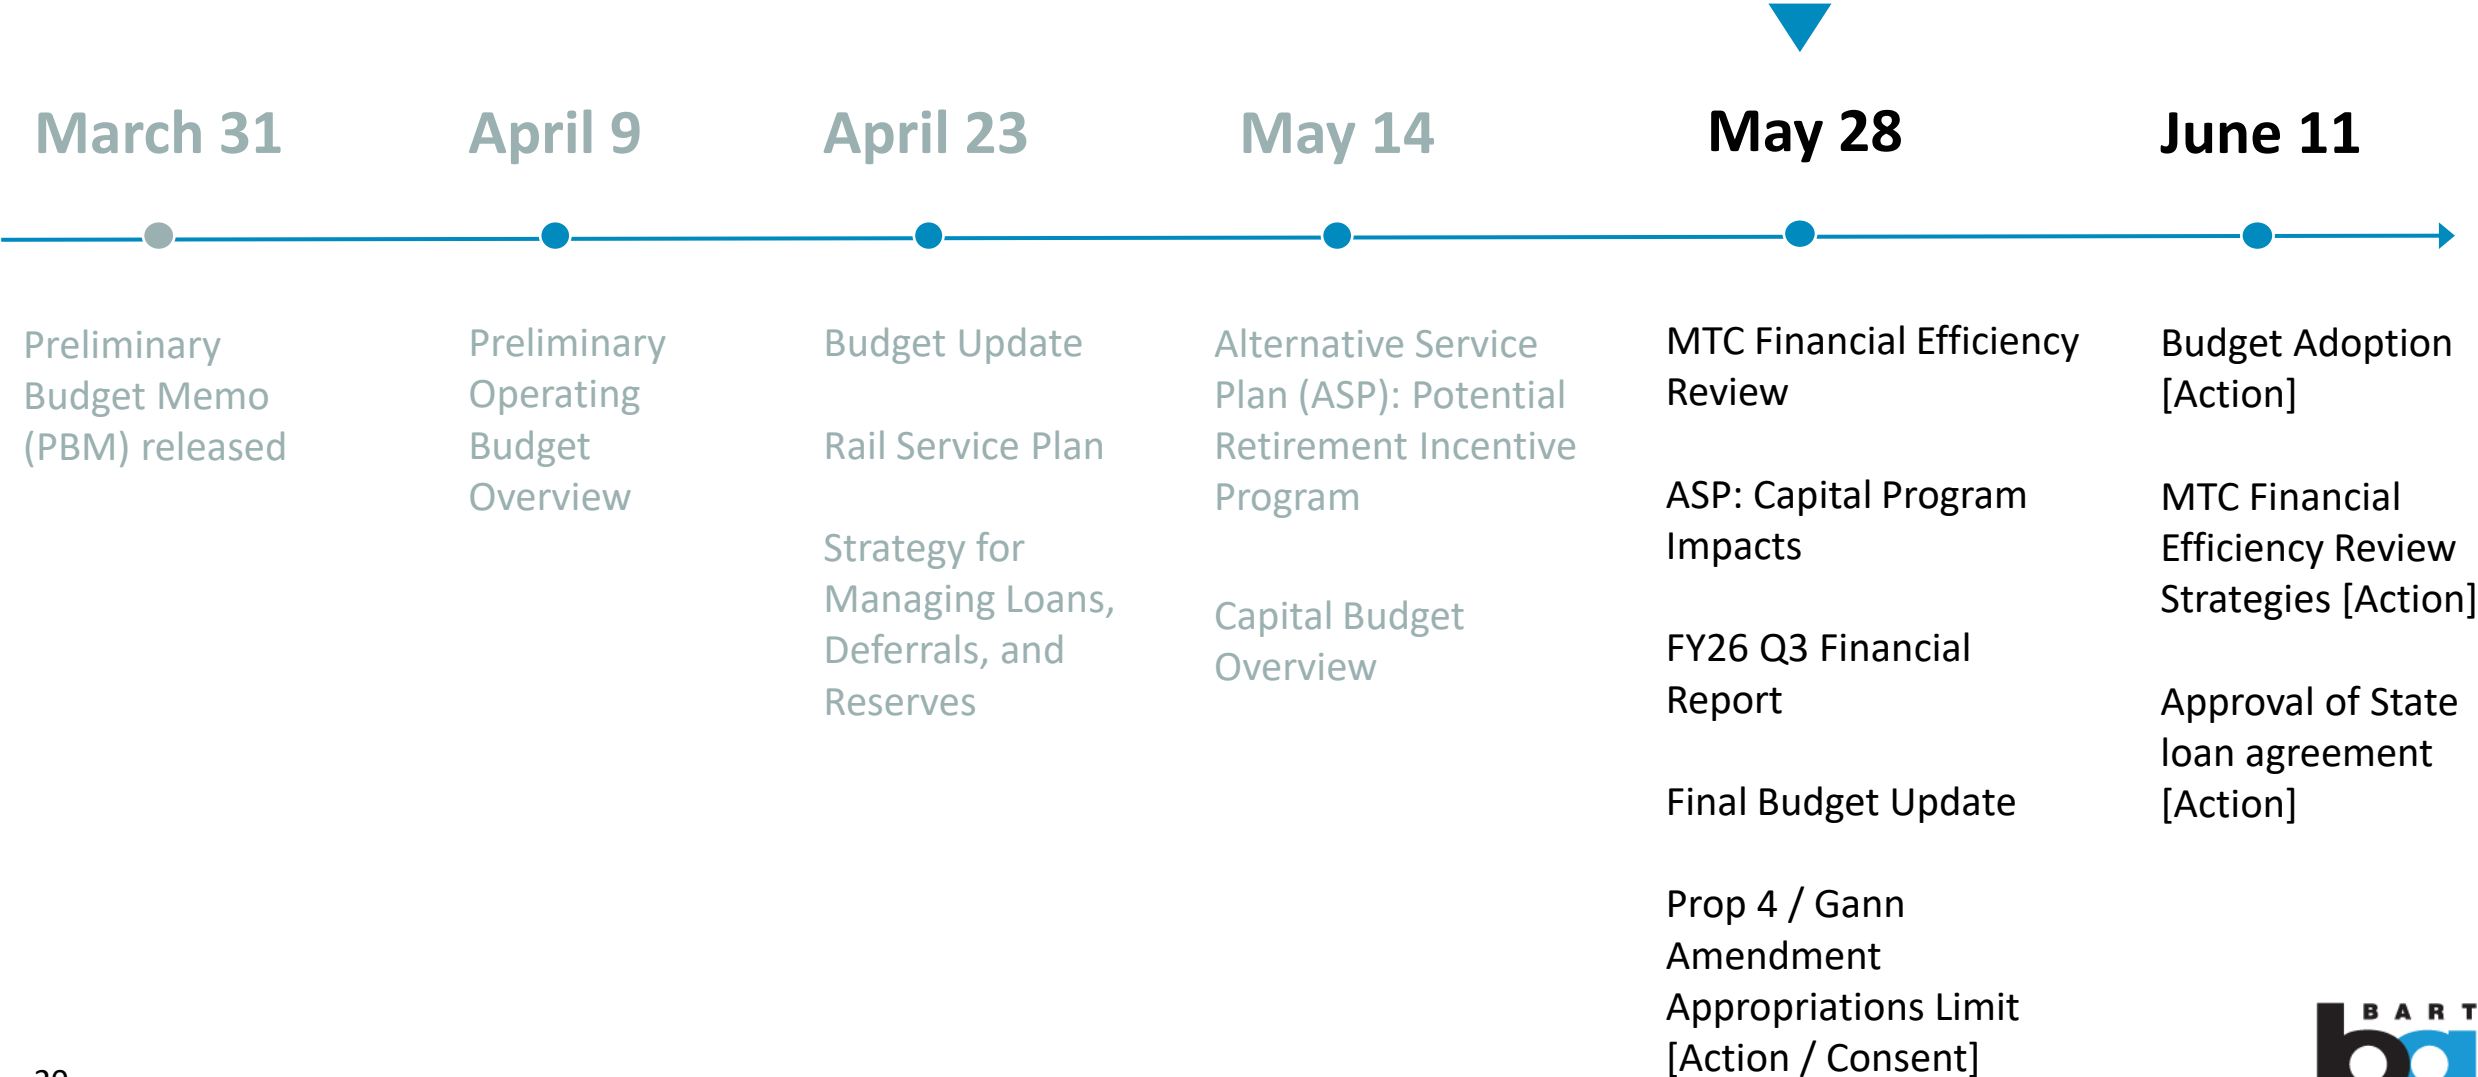 March 31
April 9
April 23
May 14
May 28
June 11
Preliminary
Budget Memo
(PBM) released
Preliminary
Operating
Budget
Overview
Budget Update
Rail Service Plan
Strategy for
Managing Loans,
Deferrals, and
Reserves
Alternative Service
Plan (ASP): Potential
Retirement Incentive
Program
Capital Budget
Overview
MTC Financial Efficiency
Review
ASP: Capital Program
Impacts
FY26 Q3 Financial
Report
Final Budget Update
Prop 4 / Gann
Amendment
Appropriations Limit
[Action / Consent]
Budget Adoption
[Action]
MTC Financial
Efficiency Review
Strategies [Action]
Approval of State
loan agreement
[Action]
BART
ba